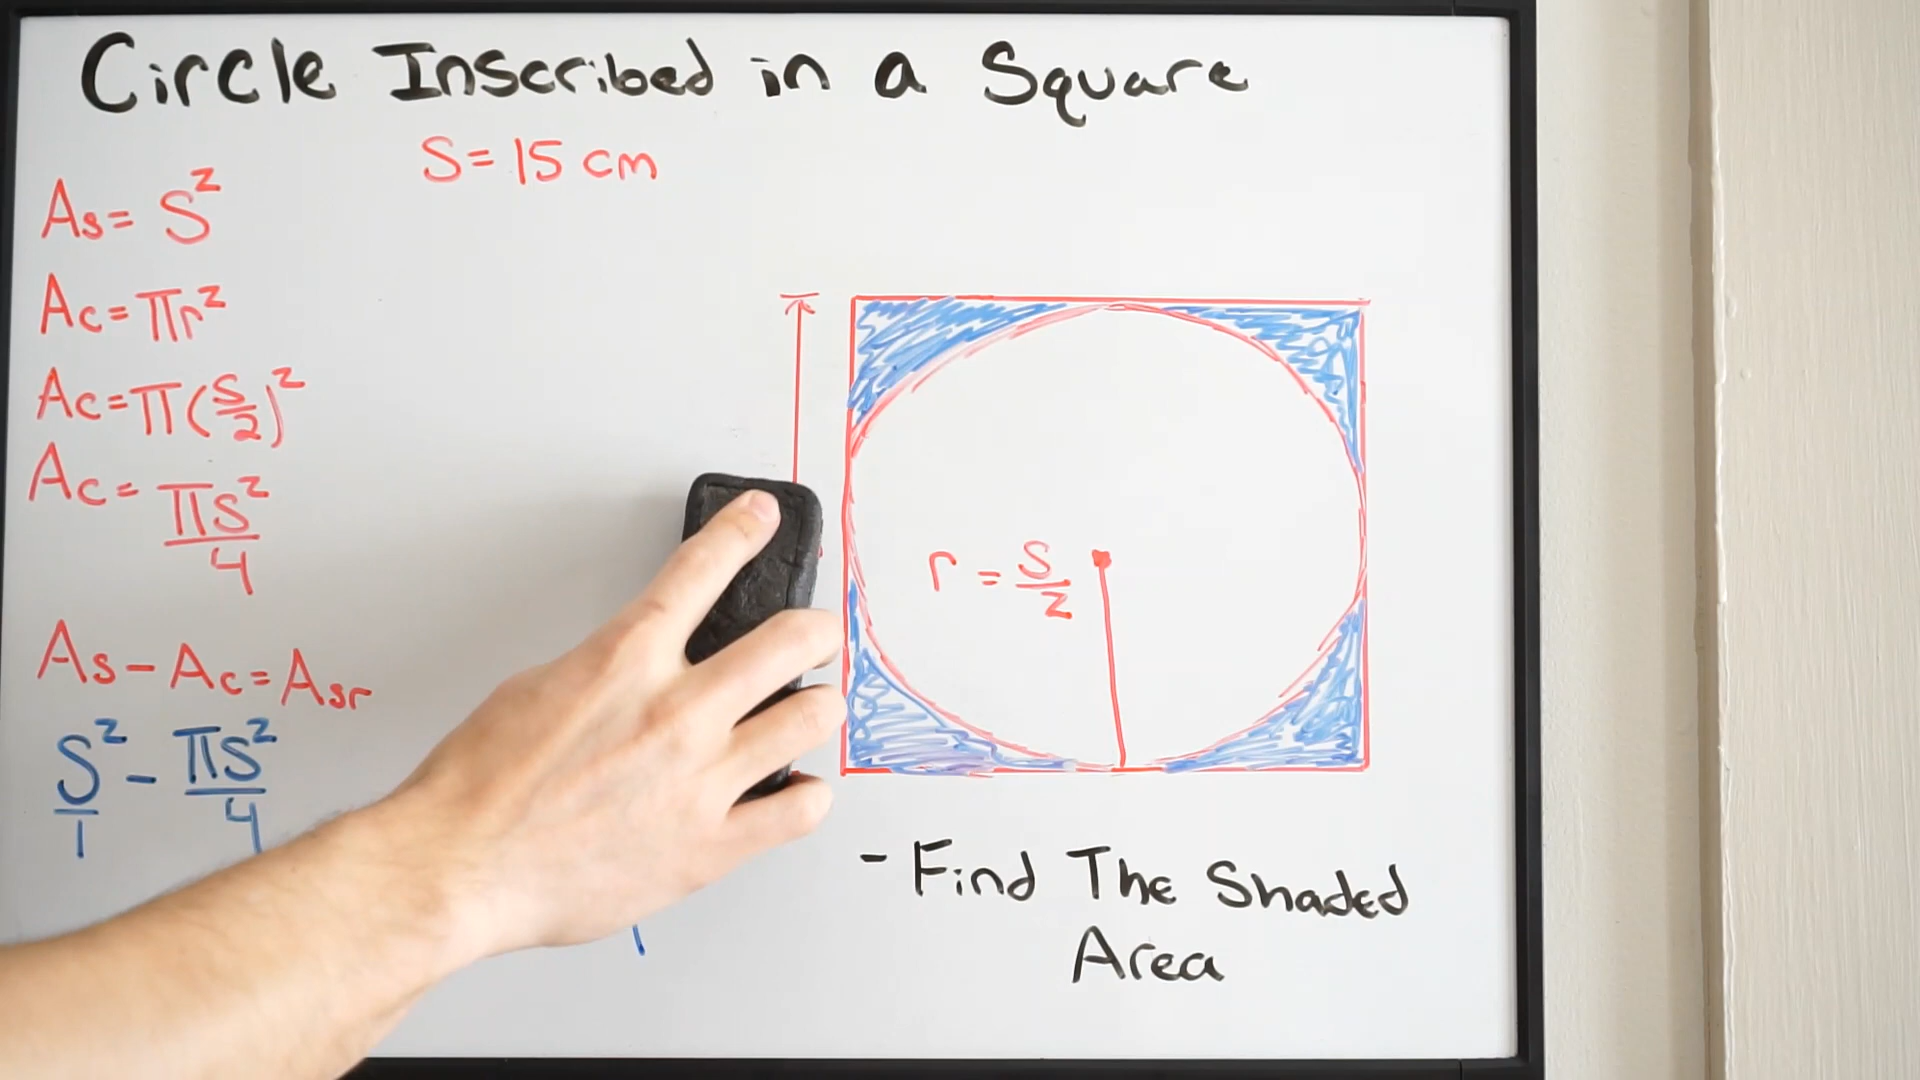 Circle Inscribed in a Square
S = 15 cm
As = S²
Ac = πr²
Ac = π(S/2)²
Ac = πS²/4
r = S/2
As - Ac = Asr
S²/1 - πS²/4
- Find The Shaded
Area